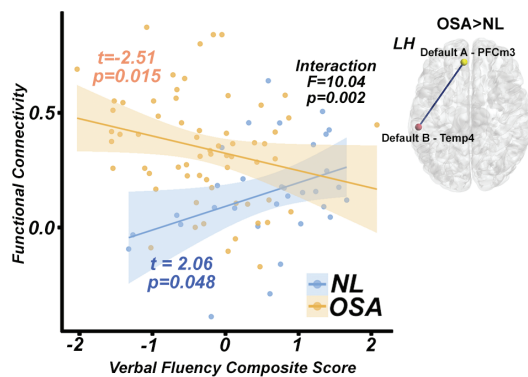 OSA>NL
LH
Default A - PFCm3
Default B - Temp4
t=-2.51
p=0.015
Interaction
F=10.04
p=0.002
0.5
0.0
Functional Connectivity
t = 2.06
p=0.048
NL
OSA
-2 -1 0 1 2
Verbal Fluency Composite Score